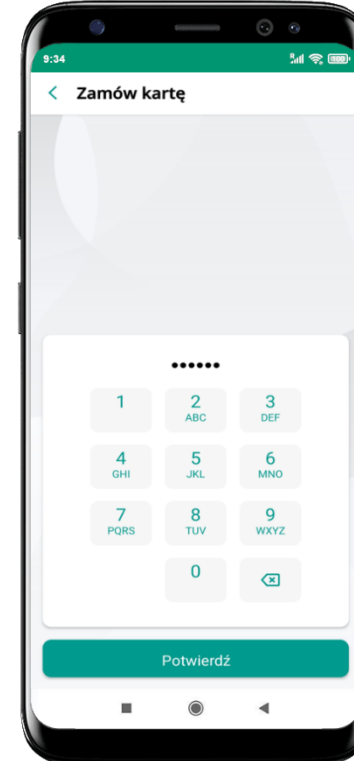 9:34
Zamów kartę
••••••
1
2
ABC
3
DEF
4
GHI
5
JKL
6
MNO
7
PQRS
8
TUV
9
WXYZ
0
Potwierdź